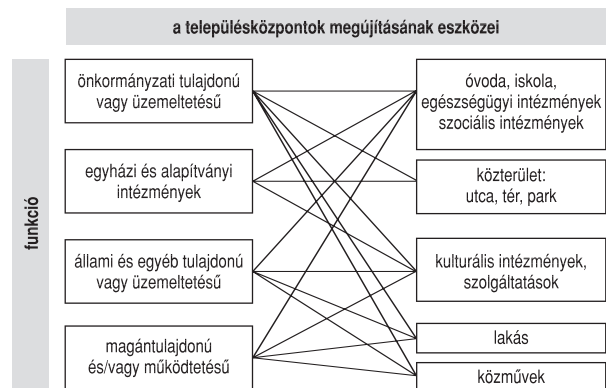 a településközpontok megújításának eszközei
funkció
önkormányzati tulajdonú
vagy üzemeltetésű
egyházi és alapítványi
intézmények
állami és egyéb tulajdonú
vagy üzemeltetésű
magántulajdonú
és/vagy működtetésű
óvoda, iskola,
egészségügyi intézmények
szociális intézmények
közterület:
utca, tér, park
kulturális intézmények,
szolgáltatások
lakás
közművek